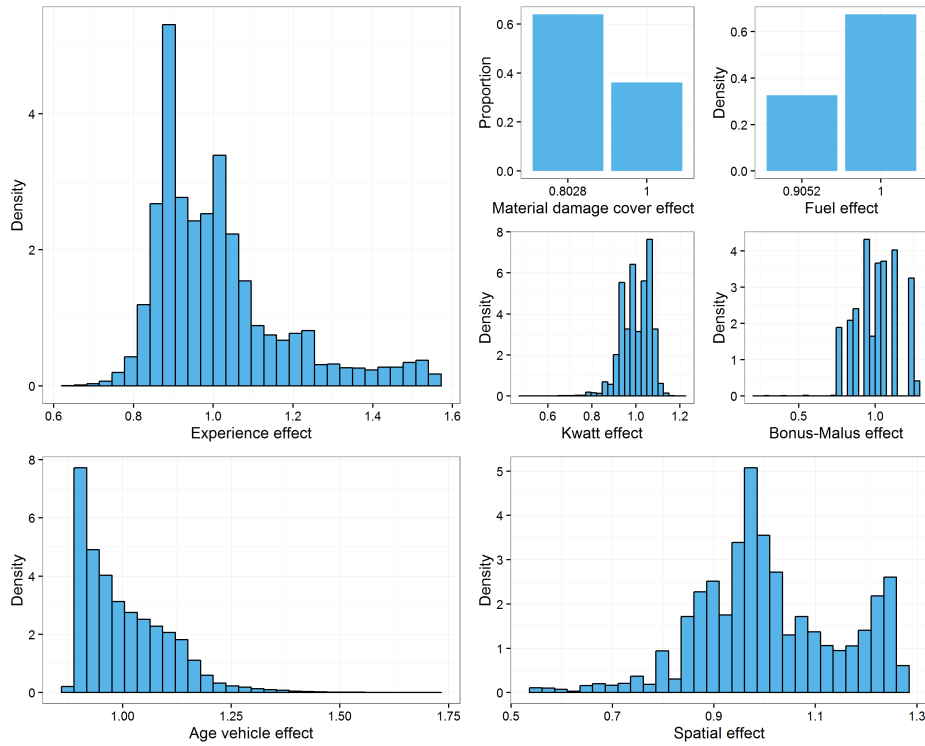 Density
4
2
0
0.6 0.8 1.0 1.2 1.4 1.6
Experience effect
Proportion
0.6
0.4
0.2
0.0
0.8028 1
Material damage cover effect
Density
0.6
0.4
0.2
0.0
0.9052 1
Fuel effect
Density
8
6
4
2
0
0.6 0.8 1.0 1.2
Kwatt effect
Density
4
3
2
1
0
0.5 1.0
Bonus-Malus effect
Density
8
6
4
2
0
1.00 1.25 1.50 1.75
Age vehicle effect
Density
5
4
3
2
1
0
0.5 0.7 0.9 1.1 1.3
Spatial effect